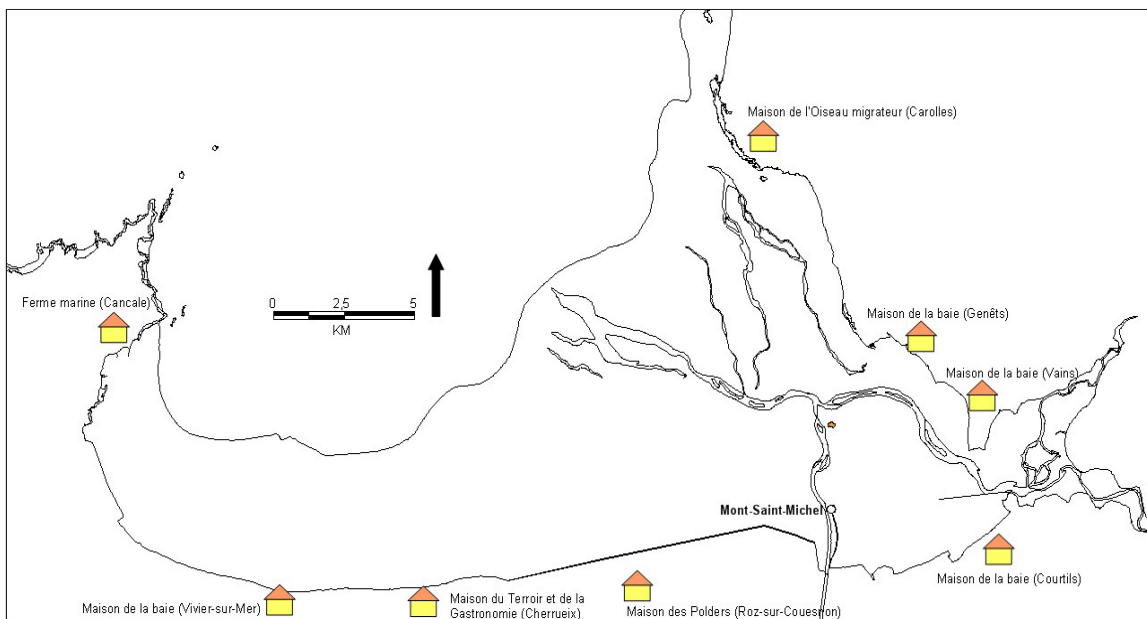 Maison de l'Oiseau migrateur (Carolles)
Ferme marine (Cancale)
0 2,5 5
KM
Maison de la baie (Genêts)
Maison de la baie (Vains)
Mont-Saint-Michel
Maison de la baie (Courtils)
Maison de la baie (Vivier-sur-Mer)
Maison du Terroir et de la
Gastronomie (Cherrueix)
Maison des Polders (Roz-sur-Couesnon)